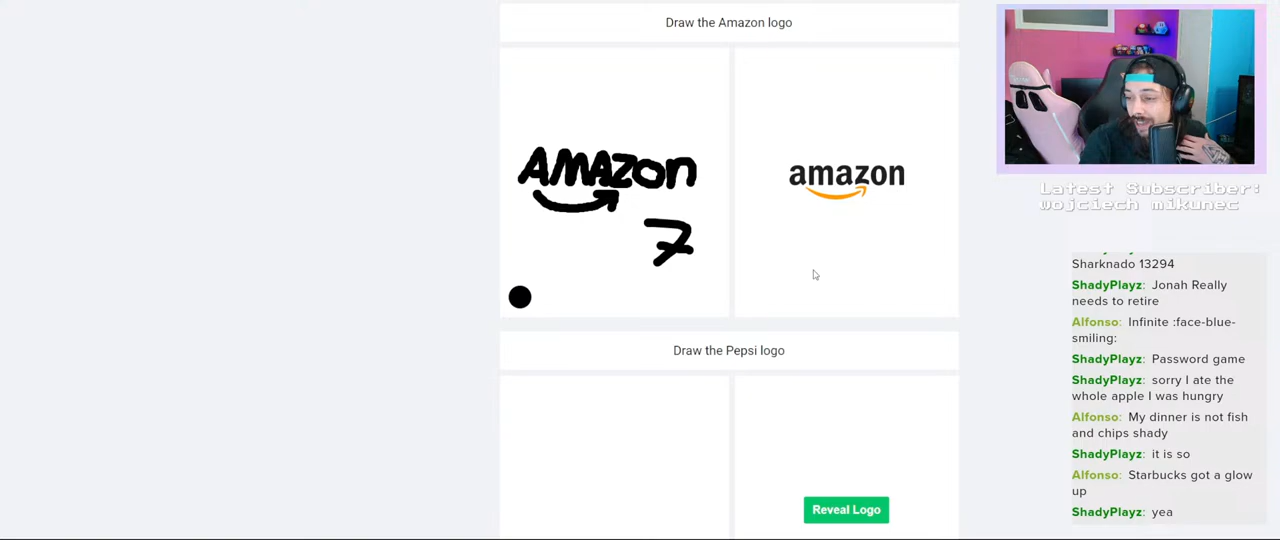 Draw the Amazon logo
AMAZon
7
amazon
Draw the Pepsi logo
Reveal Logo
Latest Subscriber:
wojciech mikunec
Sharknado 13294
ShadyPlayz: Jonah Really
needs to retire
Alfonso: Infinite :face-blue-
smiling:
ShadyPlayz: Password game
ShadyPlayz: sorry I ate the
whole apple I was hungry
Alfonso: My dinner is not fish
and chips shady
ShadyPlayz: it is so
Alfonso: Starbucks got a glow
up
ShadyPlayz: yea